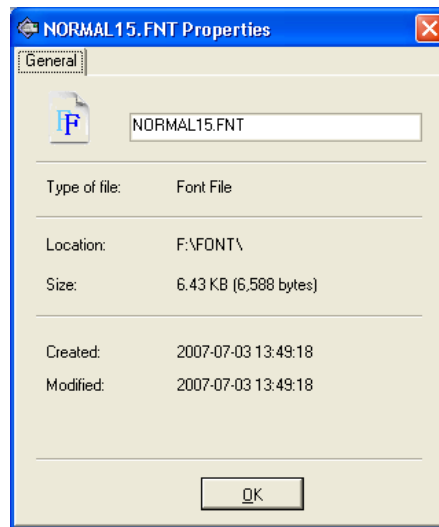 NORMAL15.FNT Properties
General
NORMAL15.FNT
Type of file: Font File
Location: F:\FONT\
Size: 6.43 KB (6,588 bytes)
Created: 2007-07-03 13:49:18
Modified: 2007-07-03 13:49:18
OK